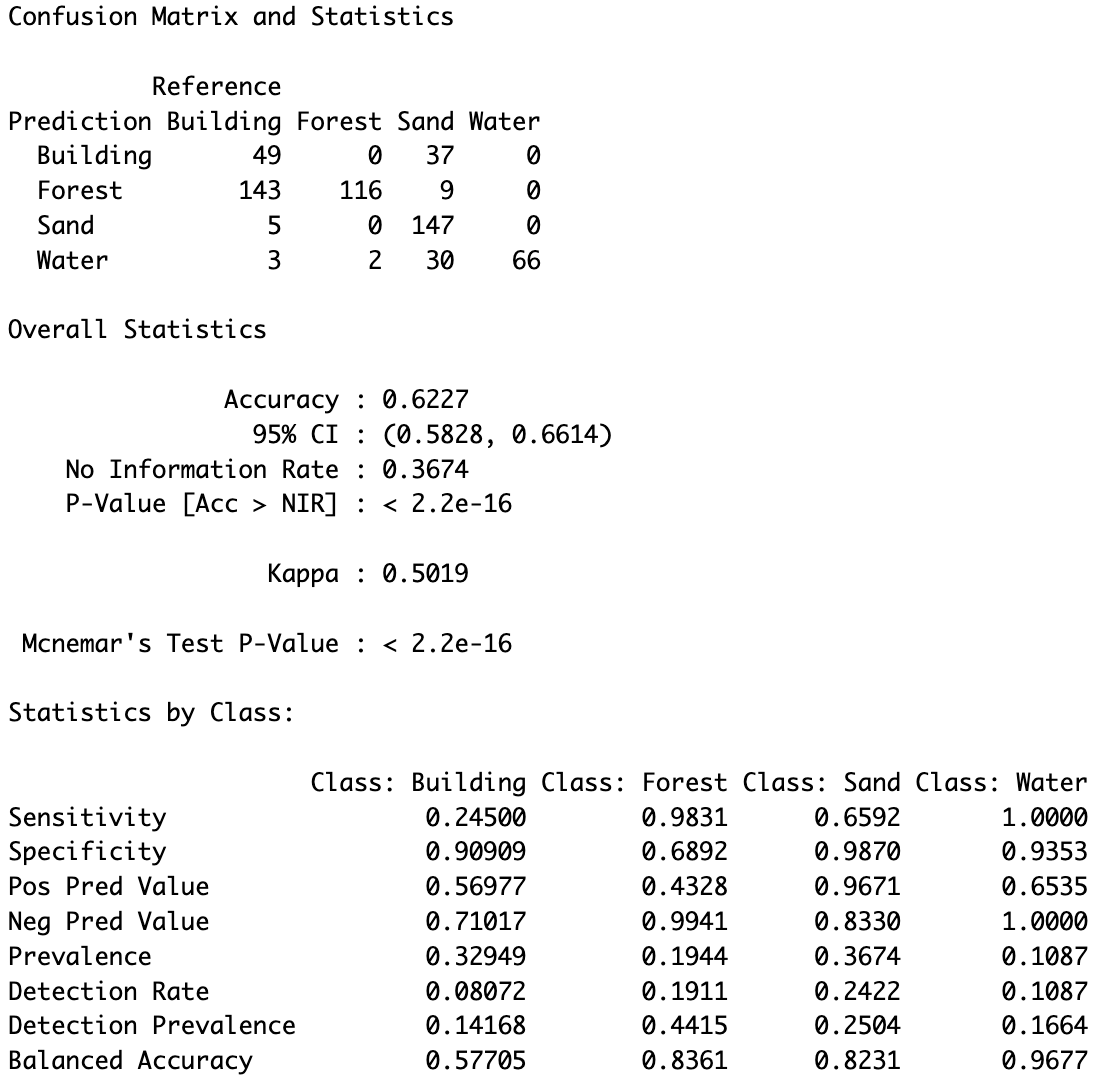 Confusion Matrix and Statistics
Reference
Prediction Building Forest Sand Water
Building 49 0 37 0
Forest 143 116 9 0
Sand 5 0 147 0
Water 3 2 30 66
Overall Statistics
Accuracy : 0.6227
95% CI : (0.5828, 0.6614)
No Information Rate : 0.3674
P-Value [Acc > NIR] : < 2.2e-16
Kappa : 0.5019
Mcnemar's Test P-Value : < 2.2e-16
Statistics by Class:
Class: Building Class: Forest Class: Sand Class: Water
Sensitivity 0.24500 0.9831 0.6592 1.0000
Specificity 0.90909 0.6892 0.9870 0.9353
Pos Pred Value 0.56977 0.4328 0.9671 0.6535
Neg Pred Value 0.71017 0.9941 0.8330 1.0000
Prevalence 0.32949 0.1944 0.3674 0.1087
Detection Rate 0.08072 0.1911 0.2422 0.1087
Detection Prevalence 0.14168 0.4415 0.2504 0.1664
Balanced Accuracy 0.57705 0.8361 0.8231 0.9677